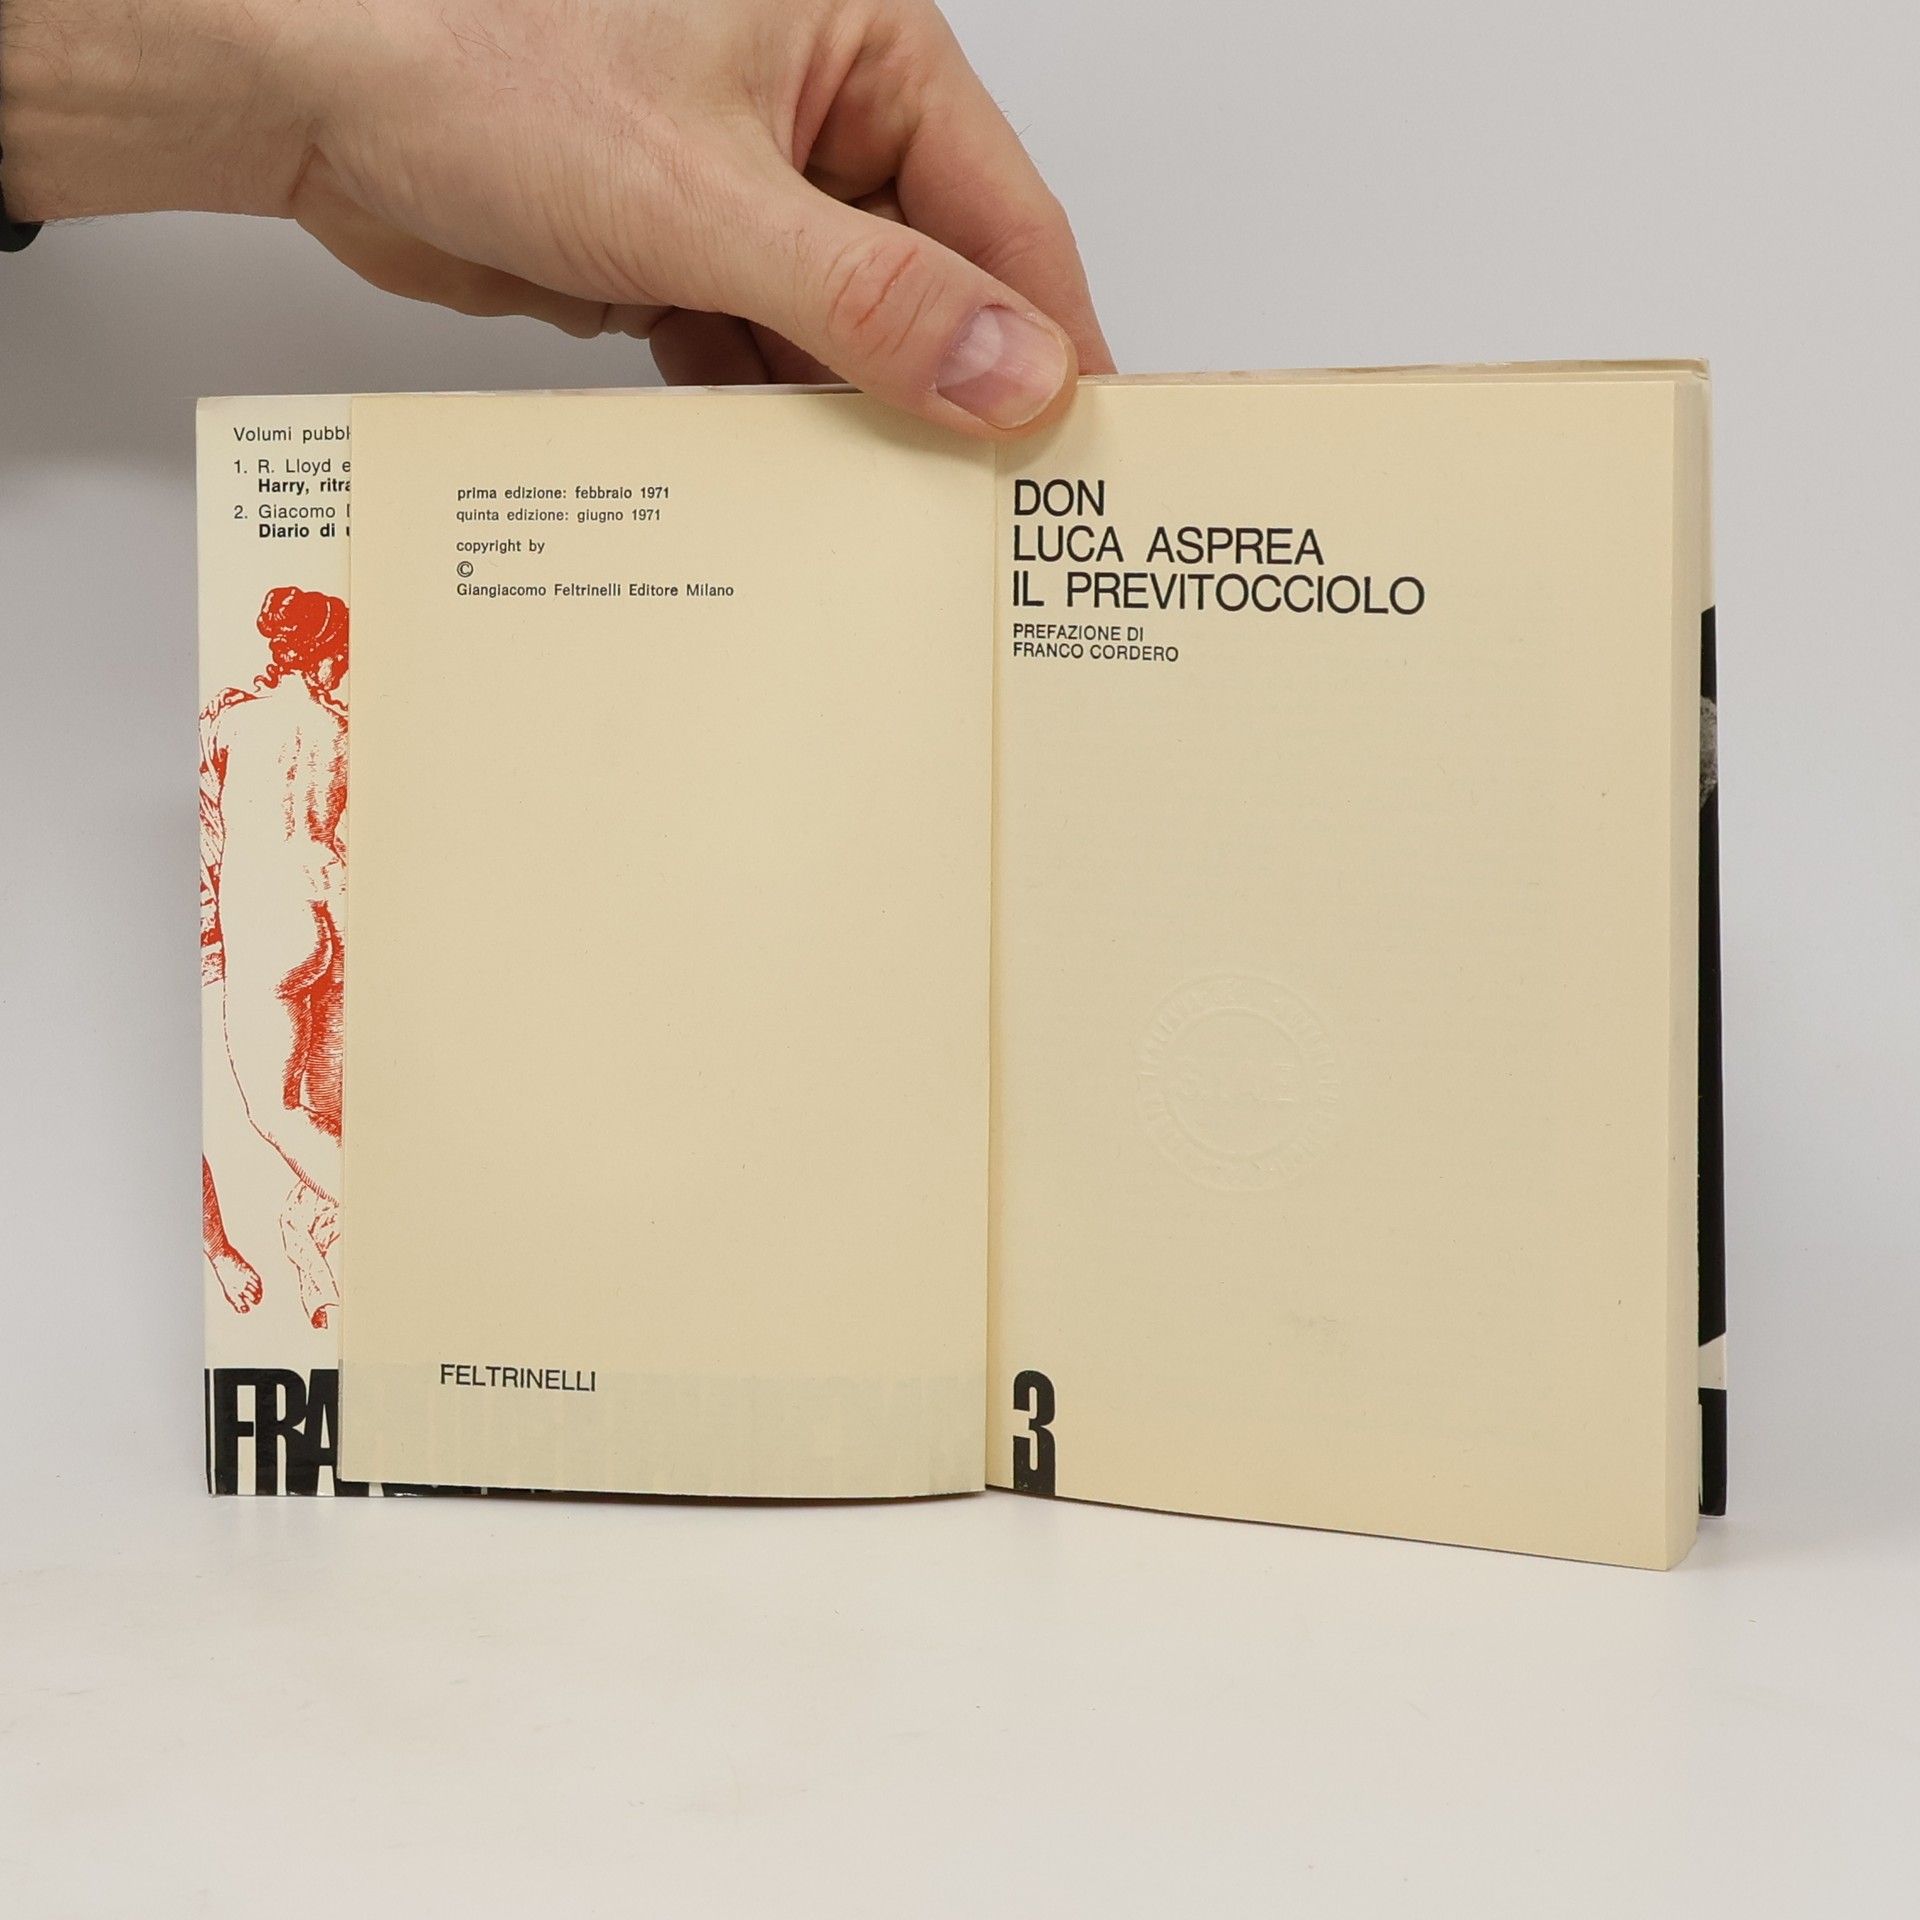 Volumi pubbl
1. R. Lloyd e
Harry, ritra
2. Giacomo
Diario di
FRA
prima edizione: febbraio 1971
quinta edizione: giugno 1971
copyright by
©
Giangiacomo Feltrinelli Editore Milano
FELTRINELLI
DON
LUCA ASPREA
IL PREVITOCCIOLO
PREFAZIONE DI
FRANCO CORDERO
3